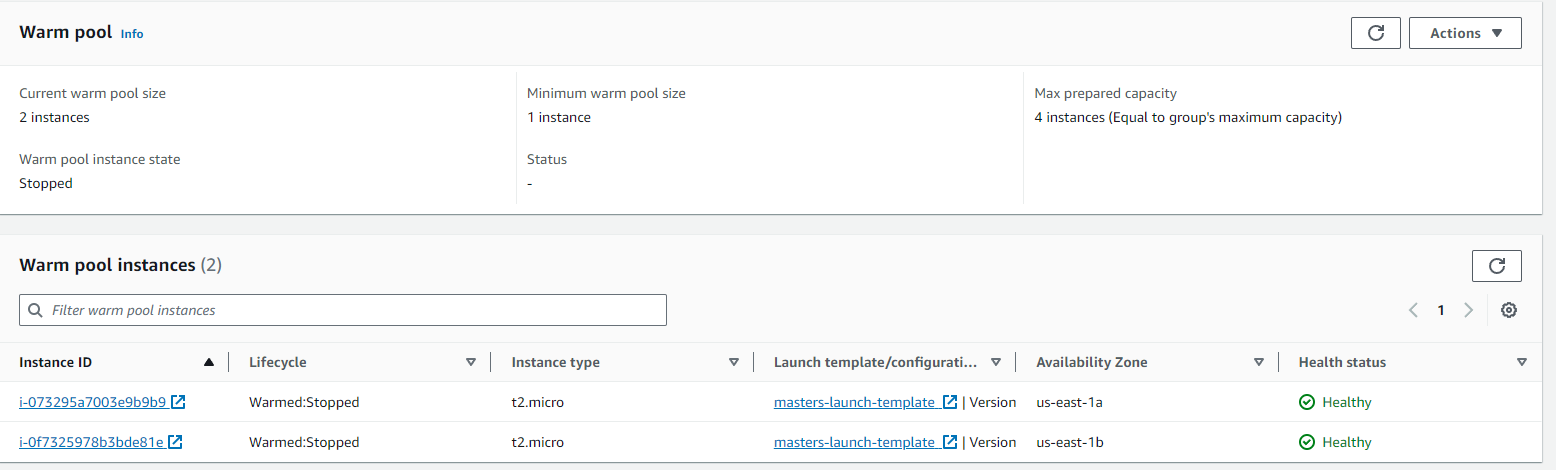 Warm pool Info
Actions
Current warm pool size
2 instances
Minimum warm pool size
1 instance
Max prepared capacity
4 instances (Equal to group's maximum capacity)
Warm pool instance state
Stopped
Status
-
Warm pool instances (2)
Filter warm pool instances
1
Instance ID Lifecycle Instance type Launch template/configurati... Availability Zone Health status
i-073295a7003e9b9b9 Warmed:Stopped t2.micro masters-launch-template | Version us-east-1a Healthy
i-0f7325978b3bde81e Warmed:Stopped t2.micro masters-launch-template | Version us-east-1b Healthy